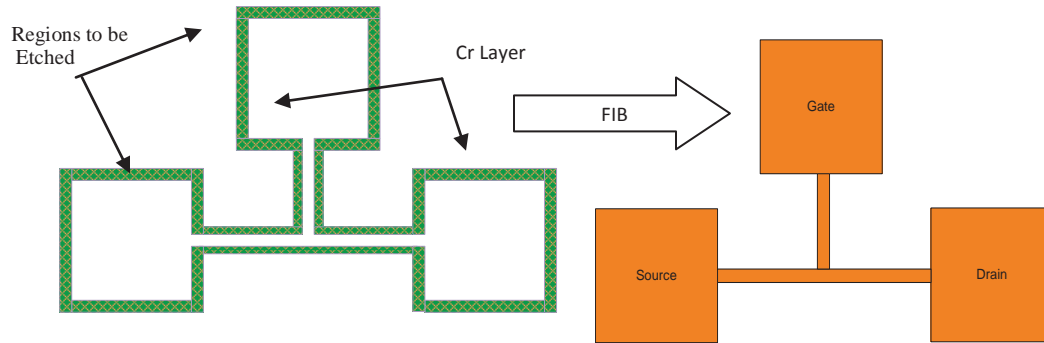 Regions to be
Etched
Cr Layer
FIB
Gate
Source
Drain